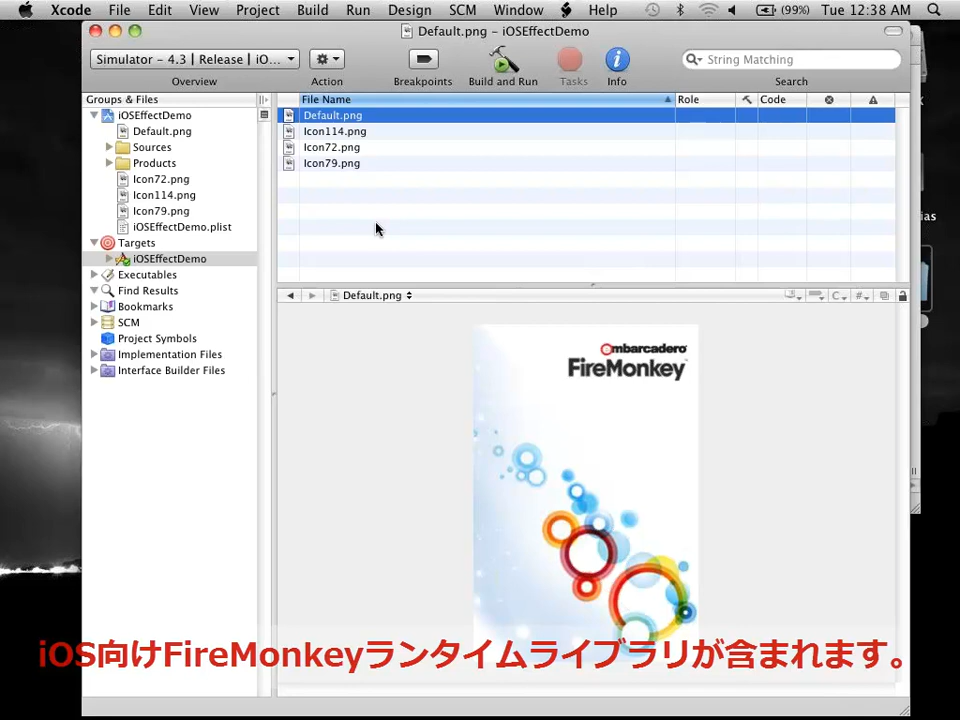 Xcode File Edit View Project Build Run Design SCM Window Help (99%) Tue 12:38 AM
Default.png – iOSEffectDemo
Simulator – 4.3 | Release | iO...
String Matching
Overview Action Breakpoints Build and Run Tasks Info Search
Groups & Files
File Name Role Code
iOSEffectDemo
Default.png
Sources
Products
Icon72.png
Icon114.png
Icon79.png
iOSEffectDemo.plist
Targets
iOSEffectDemo
Executables
Find Results
Bookmarks
SCM
Project Symbols
Implementation Files
Interface Builder Files
Default.png
Icon114.png
Icon72.png
Icon79.png
Default.png
C
#
embarcadero
FireMonkey
ias
iOS向けFireMonkeyランタイムライブラリが含まれます。